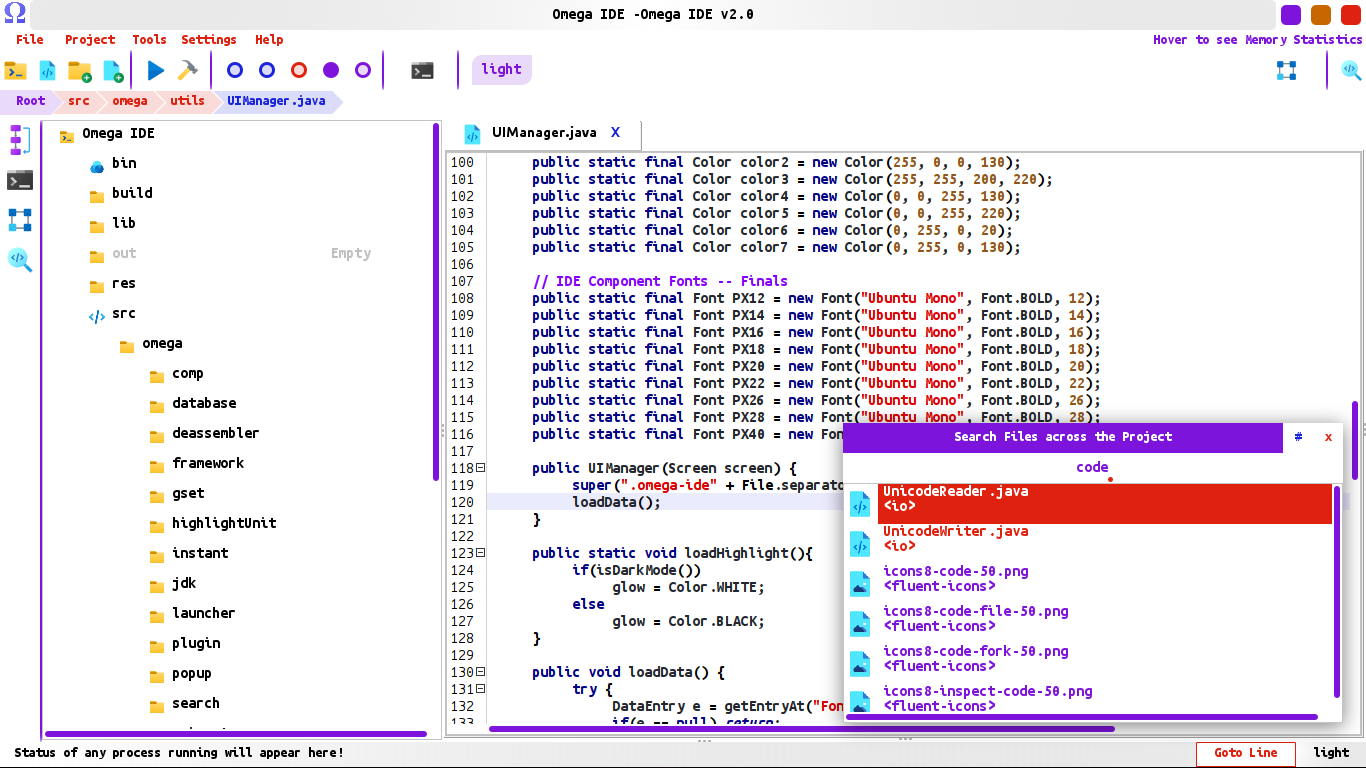 Ω
Omega IDE -Omega IDE v2.0
File Project Tools Settings Help
Hover to see Memory Statistics
light
Root src omega utils UIManager.java
Omega IDE
bin
build
lib
out Empty
res
src
omega
comp
database
deassembler
framework
gset
highlightUnit
instant
jdk
launcher
plugin
popup
search
UIManager.java X
100 public static final Color color2 = new Color(255, 0, 0, 130);
101 public static final Color color3 = new Color(255, 255, 200, 220);
102 public static final Color color4 = new Color(0, 0, 255, 130);
103 public static final Color color5 = new Color(0, 0, 255, 220);
104 public static final Color color6 = new Color(0, 255, 0, 20);
105 public static final Color color7 = new Color(0, 255, 0, 130);
106
107 // IDE Component Fonts -- Finals
108 public static final Font PX12 = new Font("Ubuntu Mono", Font.BOLD, 12);
109 public static final Font PX14 = new Font("Ubuntu Mono", Font.BOLD, 14);
110 public static final Font PX16 = new Font("Ubuntu Mono", Font.BOLD, 16);
111 public static final Font PX18 = new Font("Ubuntu Mono", Font.BOLD, 18);
112 public static final Font PX20 = new Font("Ubuntu Mono", Font.BOLD, 20);
113 public static final Font PX22 = new Font("Ubuntu Mono", Font.BOLD, 22);
114 public static final Font PX26 = new Font("Ubuntu Mono", Font.BOLD, 26);
115 public static final Font PX28 = new Font("Ubuntu Mono", Font.BOLD, 28);
116 public static final Font PX40 = new Fon
117
118 public UIManager(Screen screen) {
119 super(".omega-ide" + File.separato
120 loadData();
121 }
122
123 public static void loadHighlight(){
124 if(isDarkMode())
125 glow = Color.WHITE;
126 else
127 glow = Color.BLACK;
128 }
129
130 public void loadData() {
131 try {
132 DataEntry e = getEntryAt("Fon
133 if(e == null) return;
Search Files across the Project # x
code
UnicodeReader.java
<io>
UnicodeWriter.java
<io>
icons8-code-50.png
<fluent-icons>
icons8-code-file-50.png
<fluent-icons>
icons8-code-fork-50.png
<fluent-icons>
icons8-inspect-code-50.png
<fluent-icons>
Status of any process running will appear here!
Goto Line
light